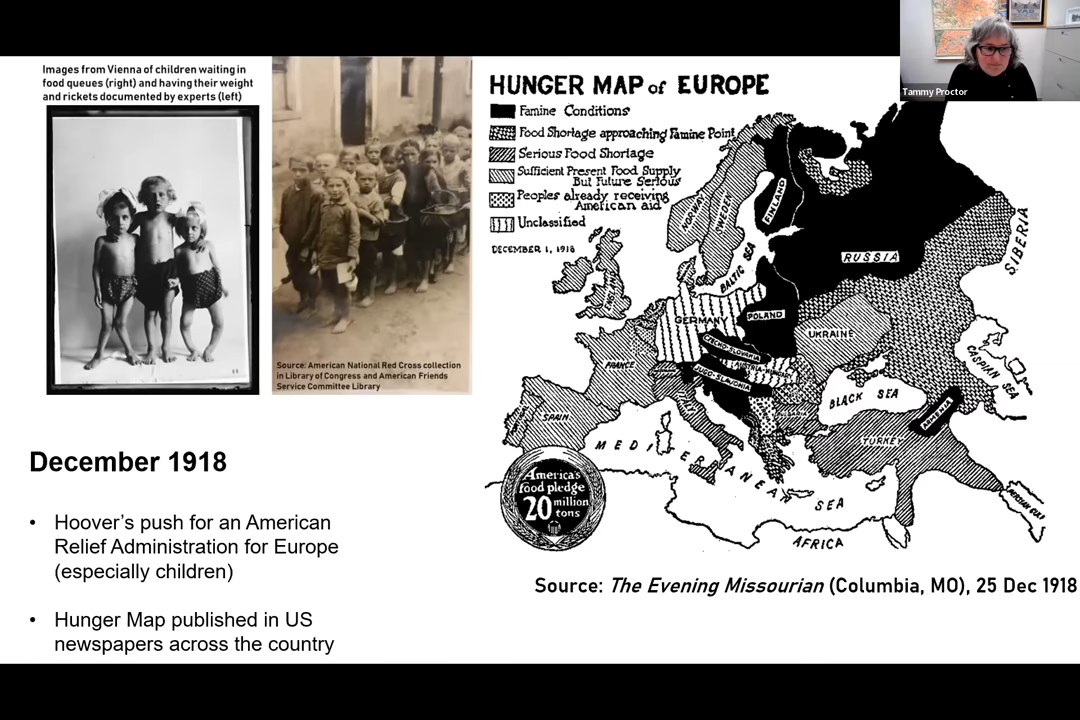 Images from Vienna of children waiting in
food queues (right) and having their weight
and rickets documented by experts (left)
Source: American National Red Cross collection
in Library of Congress and American Friends
Service Committee Library
December 1918
• Hoover's push for an American
Relief Administration for Europe
(especially children)
• Hunger Map published in US
newspapers across the country
HUNGER MAP of EUROPE
Famine Conditions
Food Shortage approaching Famine Point
Serious Food Shortage
Sufficient Present Food Supply
But Future Serious
Peoples already receiving
American aid
Unclassified
DECEMBER 1, 1918
NORWAY
SWEDEN
FINLAND
BALTIC SEA
RUSSIA
SIBERIA
GERMANY
POLAND
UKRAINE
CZECHO-SLOVAKIA
FRANCE
JUGO-SLAVONIA
SPAIN
BLACK SEA
CASPIAN SEA
ARMENIA
TURKEY
MEDITERRANEAN SEA
AFRICA
America's
food pledge
20 million
tons
Source: The Evening Missourian (Columbia, MO), 25 Dec 1918
Tammy Proctor